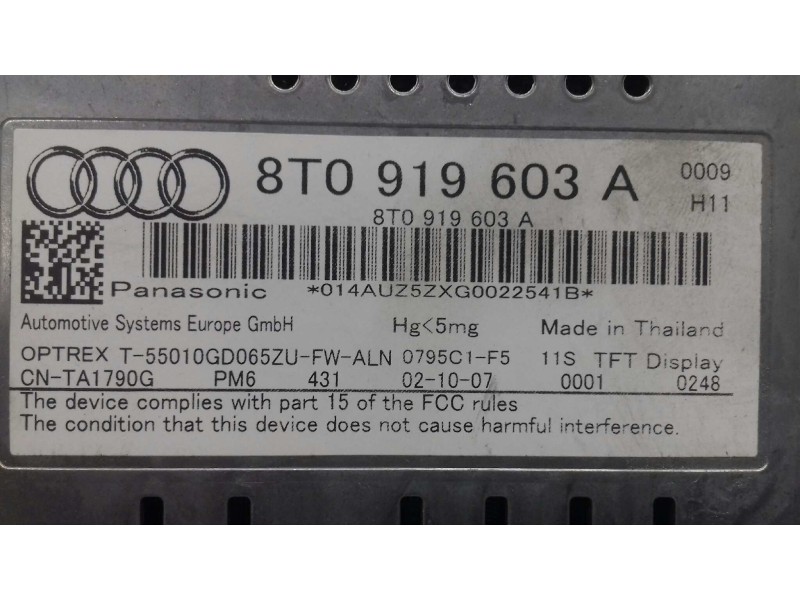 8T0 919 603 A 0009
H11
8T0 919 603 A
Panasonic *014AUZ5ZXG0022541B*
Automotive Systems Europe GmbH Hg<5mg Made in Thailand
OPTREX T-55010GD065ZU-FW-ALN 0795C1-F5 11S TFT Display
CN-TA1790G PM6 431 02-10-07 0001 0248
The device complies with part 15 of the FCC rules
The condition that this device does not cause harmful interference.